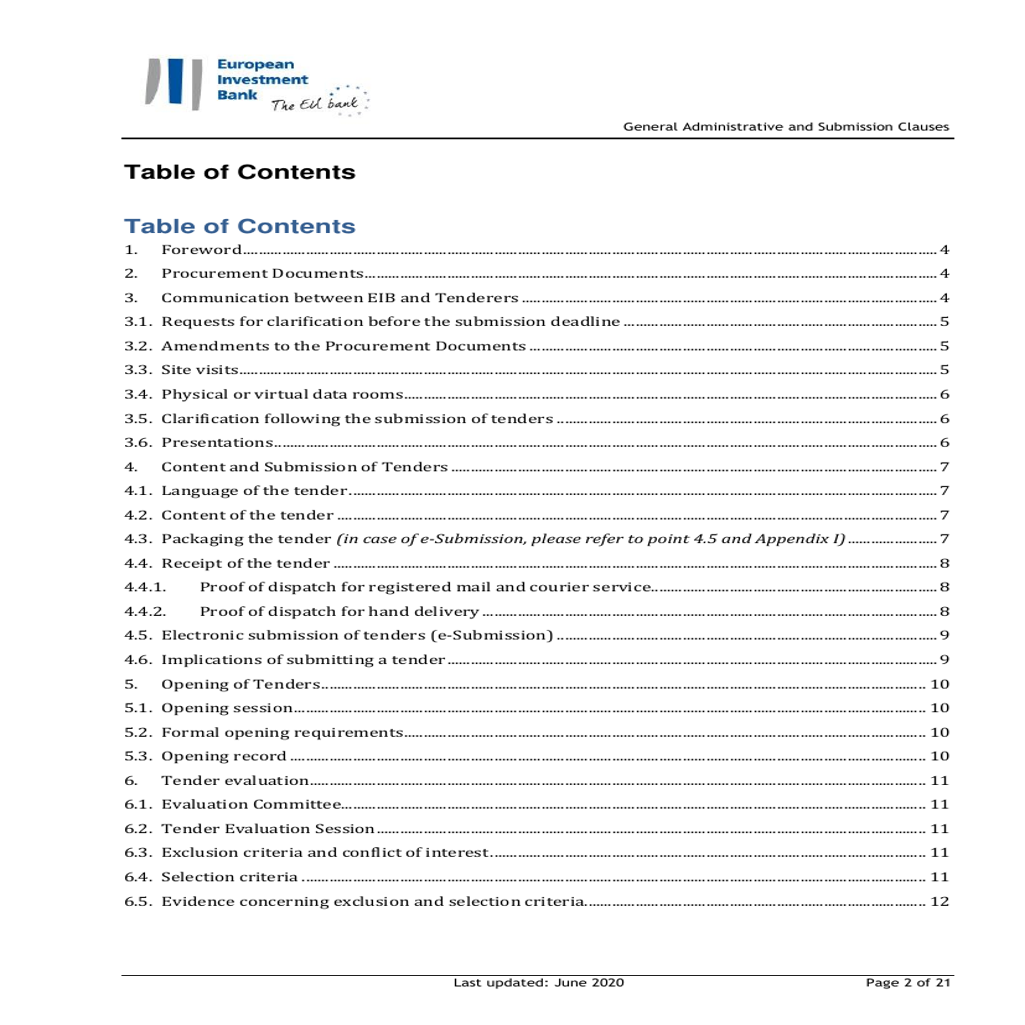 European
Investment
Bank The EU bank
General Administrative and Submission Clauses
Table of Contents
Table of Contents
1. Foreword 4
2. Procurement Documents 4
3. Communication between EIB and Tenderers 4
3.1. Requests for clarification before the submission deadline 5
3.2. Amendments to the Procurement Documents 5
3.3. Site visits 5
3.4. Physical or virtual data rooms 6
3.5. Clarification following the submission of tenders 6
3.6. Presentations 6
4. Content and Submission of Tenders 7
4.1. Language of the tender 7
4.2. Content of the tender 7
4.3. Packaging the tender (in case of e-Submission, please refer to point 4.5 and Appendix I) 7
4.4. Receipt of the tender 8
4.4.1. Proof of dispatch for registered mail and courier service 8
4.4.2. Proof of dispatch for hand delivery 8
4.5. Electronic submission of tenders (e-Submission) 9
4.6. Implications of submitting a tender 9
5. Opening of Tenders 10
5.1. Opening session 10
5.2. Formal opening requirements 10
5.3. Opening record 10
6. Tender evaluation 11
6.1. Evaluation Committee 11
6.2. Tender Evaluation Session 11
6.3. Exclusion criteria and conflict of interest 11
6.4. Selection criteria 11
6.5. Evidence concerning exclusion and selection criteria 12
Last updated: June 2020 Page 2 of 21